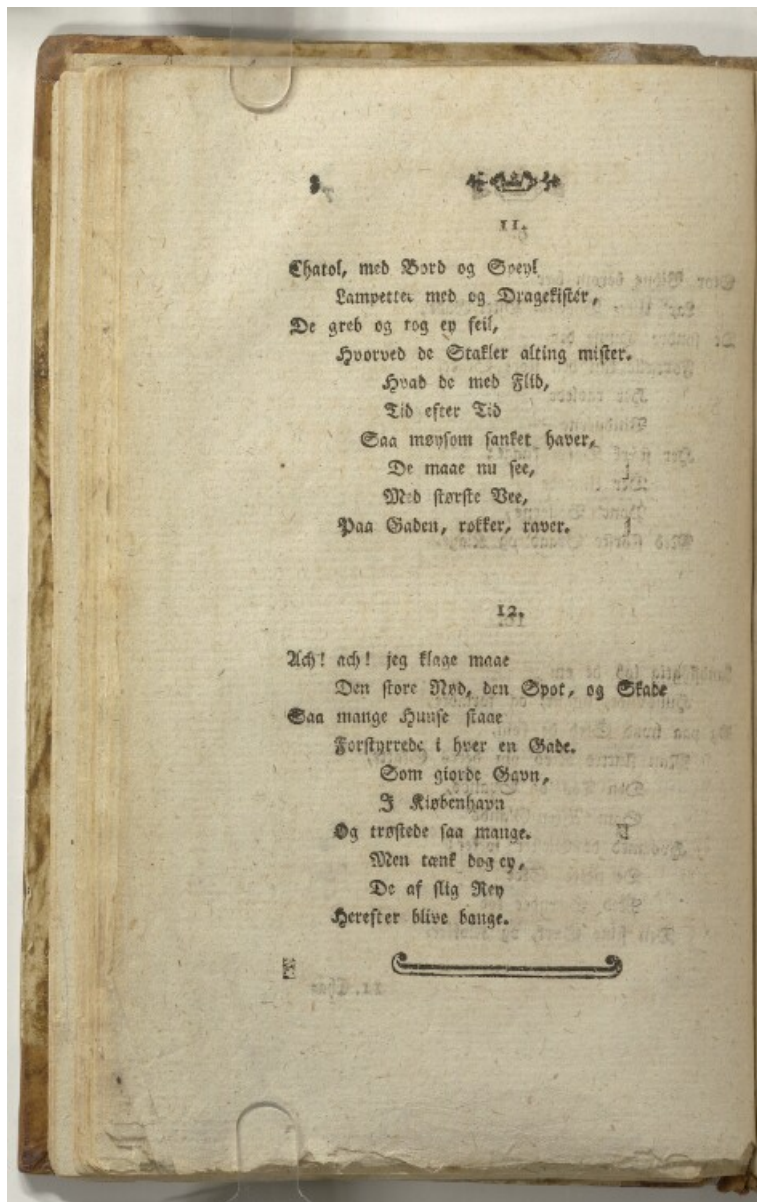 8
11.
Chatol, med Bord og Speyl
Lampetter med og Dragekister,
De greb og tog ey feil,
Hvorved de Stakler alting mister.
Hvad de med Flid,
Tid efter Tid
Saa møysom sanket haver,
De maae nu see,
Med største Vee,
Paa Gaden, rokker, raver.
12.
Ach! ach! jeg klage maae
Den store Nyd, den Spot, og Skade
Saa mange Huuse staae
Forstyrrede i hver en Gade.
Som giorde Gavn,
I Kiøbenhavn
Og trøstede saa mange.
Men tænk dog ey,
De af slig Rey
Herefter blive bange.